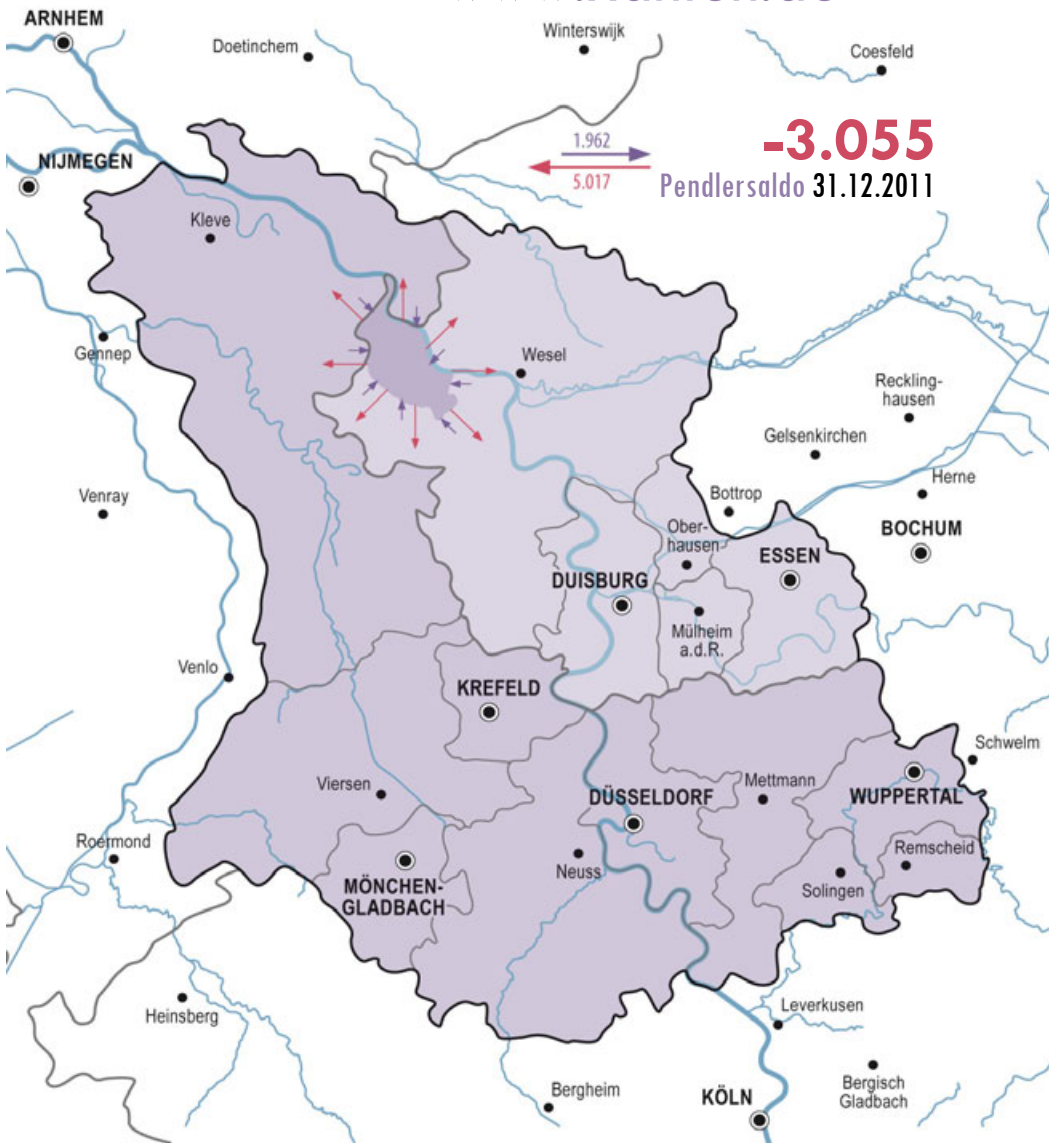 ARNHEM
Winterswijk
Doetinchem
Coesfeld
1.962
-3.055
5.017
Pendlersaldo 31.12.2011
NIJMEGEN
Kleve
Gennep
Wesel
Reckling-
hausen
Gelsenkirchen
Herne
Venray
Bottrop
Ober-
hausen
BOCHUM
ESSEN
DUISBURG
Mülheim
a.d.R.
Venlo
KREFELD
Schwelm
Viersen
Mettmann
DÜSSELDORF
WUPPERTAL
Roermond
Remscheid
Neuss
Solingen
MÖNCHEN-
GLADBACH
Heinsberg
Leverkusen
Bergheim
KÖLN
Bergisch
Gladbach